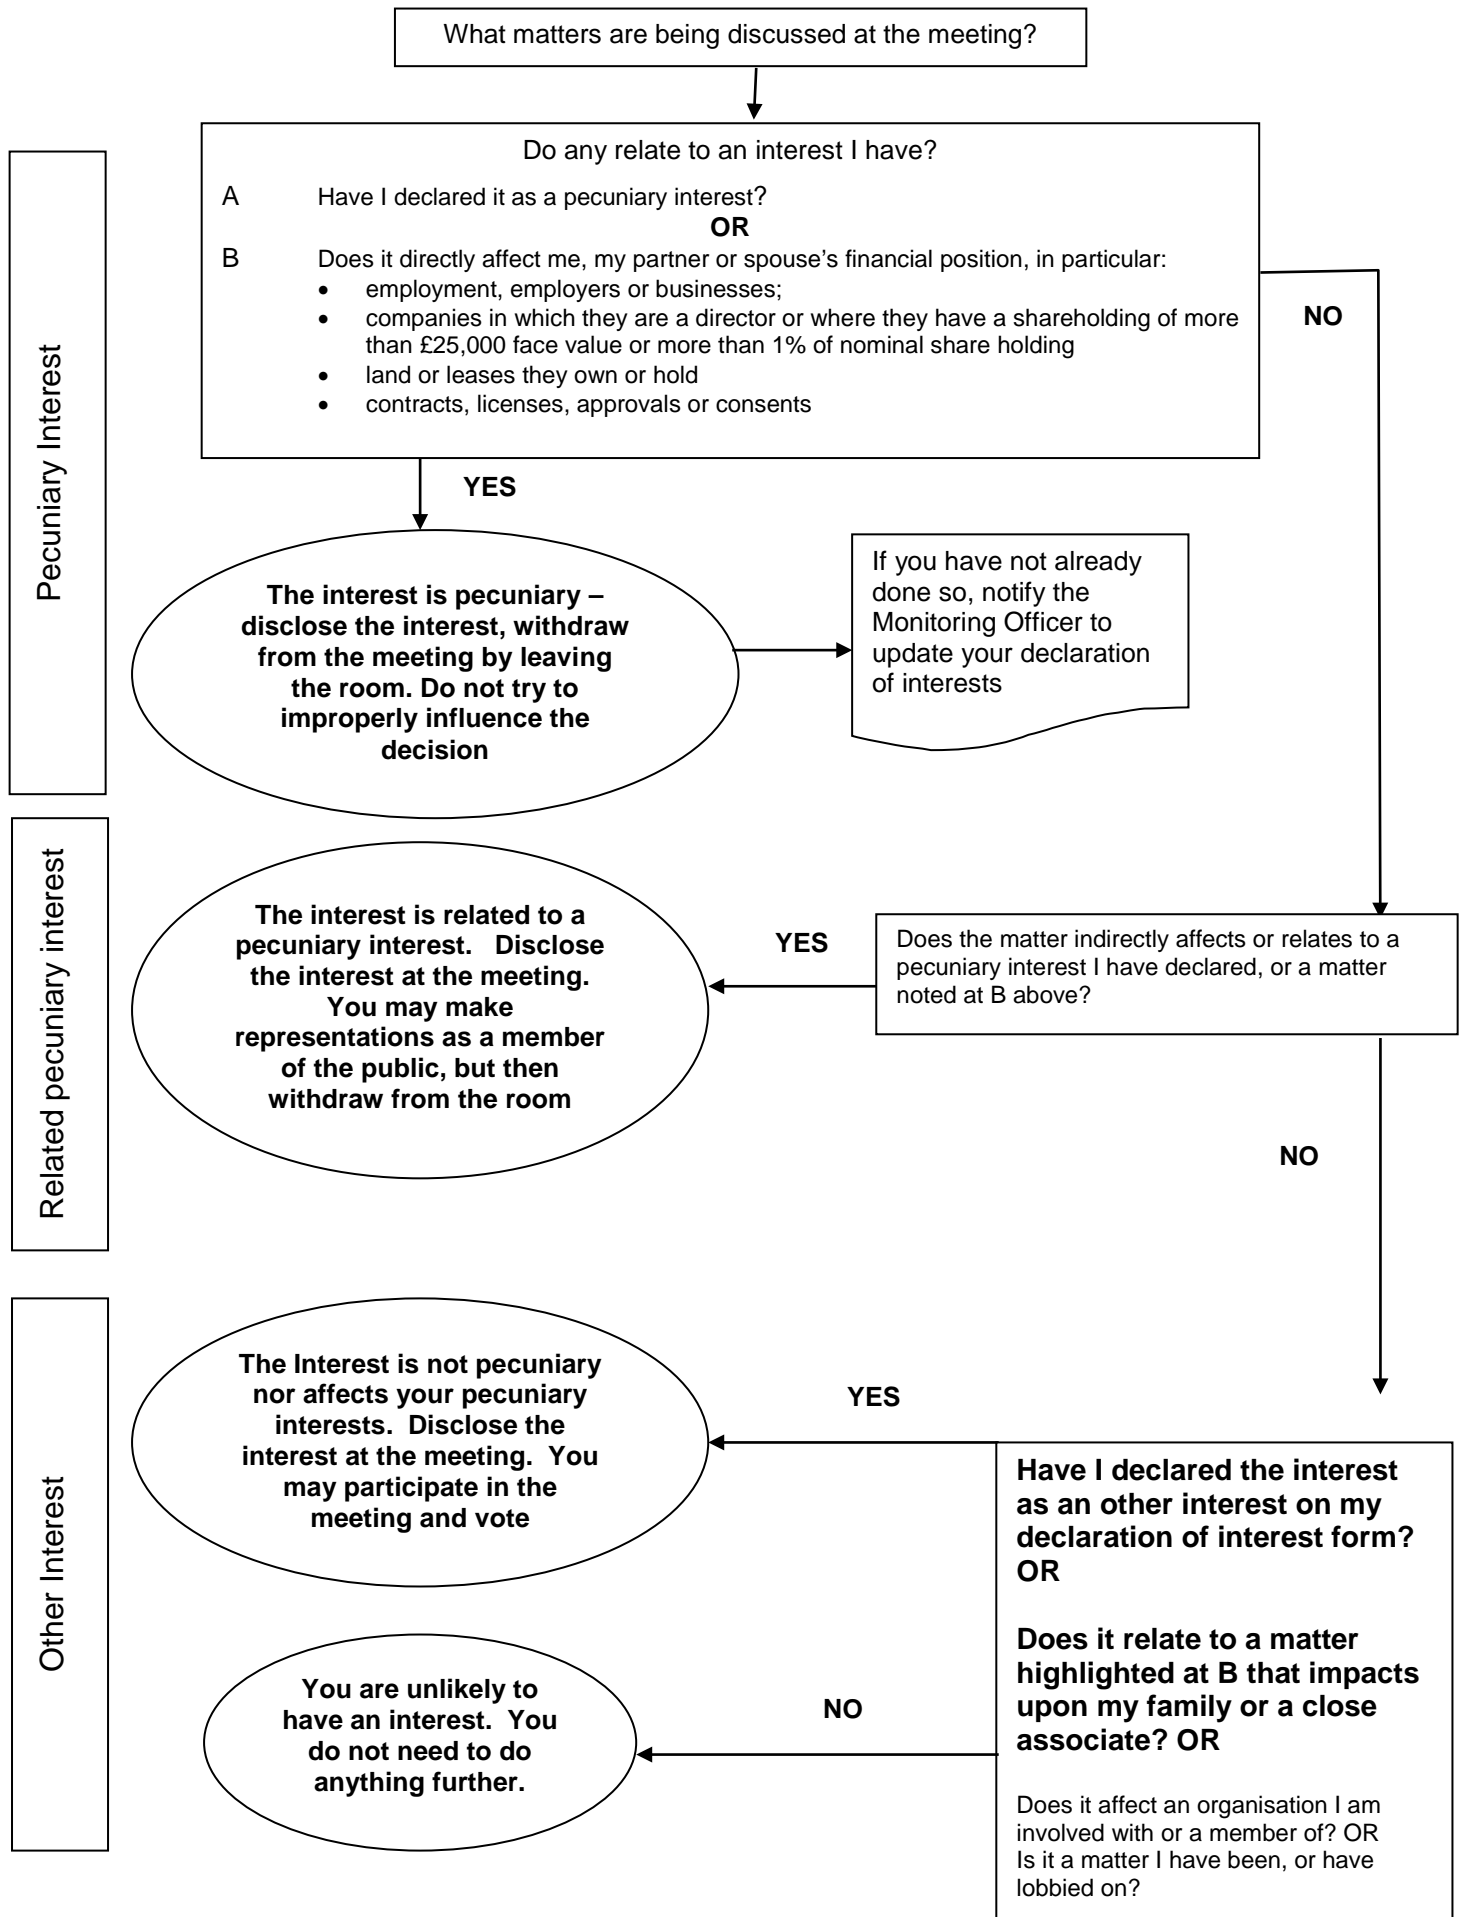 What matters are being discussed at the meeting?
Do any relate to an interest I have?
A Have I declared it as a pecuniary interest?
OR
B Does it directly affect me, my partner or spouse's financial position, in particular:
• employment, employers or businesses;
• companies in which they are a director or where they have a shareholding of more
than £25,000 face value or more than 1% of nominal share holding
• land or leases they own or hold
• contracts, licenses, approvals or consents
NO
Pecuniary Interest
YES
The interest is pecuniary –
disclose the interest, withdraw
from the meeting by leaving
the room. Do not try to
improperly influence the
decision
If you have not already
done so, notify the
Monitoring Officer to
update your declaration
of interests
Related pecuniary interest
The interest is related to a
pecuniary interest. Disclose
the interest at the meeting.
You may make
representations as a member
of the public, but then
withdraw from the room
YES
Does the matter indirectly affects or relates to a
pecuniary interest I have declared, or a matter
noted at B above?
NO
Other Interest
The Interest is not pecuniary
nor affects your pecuniary
interests. Disclose the
interest at the meeting. You
may participate in the
meeting and vote
YES
Have I declared the interest
as an other interest on my
declaration of interest form?
OR
Does it relate to a matter
highlighted at B that impacts
upon my family or a close
associate? OR
Does it affect an organisation I am
involved with or a member of? OR
Is it a matter I have been, or have
lobbied on?
NO
You are unlikely to
have an interest. You
do not need to do
anything further.